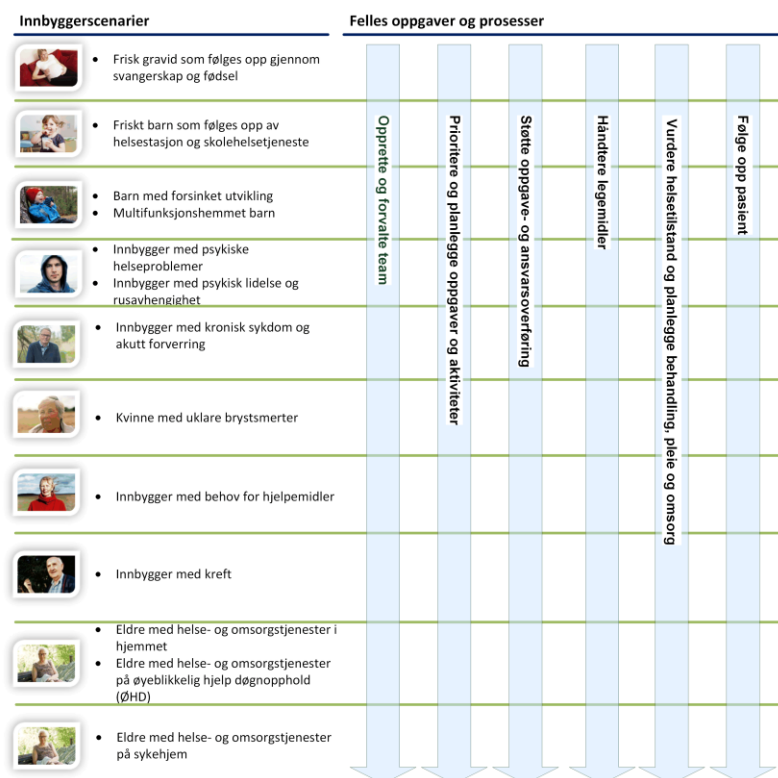 Innbyggerscenarier
Felles oppgaver og prosesser
• Frisk gravid som følges opp gjennom
svangerskap og fødsel
• Friskt barn som følges opp av
helsestasjon og skolehelsetjeneste
• Barn med forsinket utvikling
• Multifunksjonshemmet barn
• Innbygger med psykiske
helseproblemer
• Innbygger med psykisk lidelse og
rusavhengighet
• Innbygger med kronisk sykdom og
akutt forverring
• Kvinne med uklare brystsmerter
• Innbygger med behov for hjelpemidler
• Innbygger med kreft
• Eldre med helse- og omsorgstjenester i
hjemmet
• Eldre med helse- og omsorgstjenester
på øyeblikkelig hjelp døgnopphold
(ØHD)
• Eldre med helse- og omsorgstjenester
på sykehjem
Opprette og forvalte team
Prioritere og planlegge oppgaver og aktiviteter
Støtte oppgave- og ansvarsoverføring
Håndtere legemidler
Vurdere helsetilstand og planlegge behandling, pleie og omsorg
Følge opp pasient